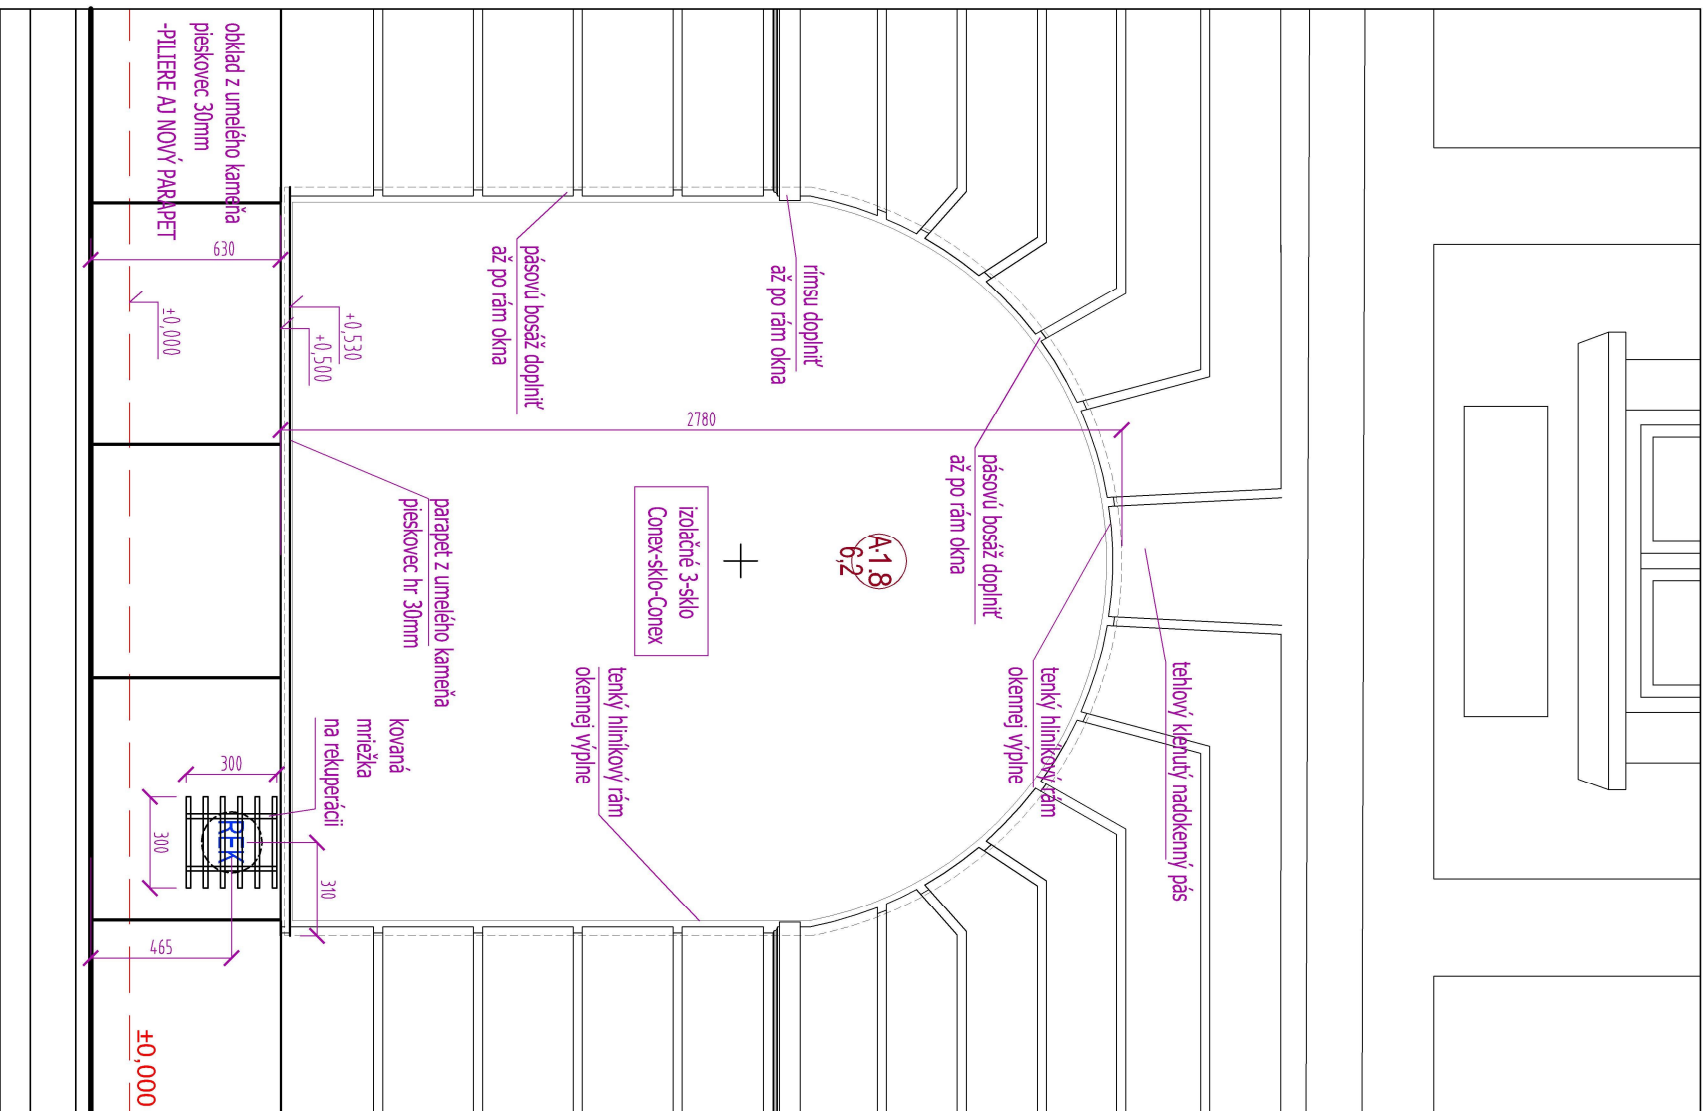 obklad z umelého kameňa
pieskovec 30mm
-PILIERE AJ NOVÝ PARAPET
630
±0,000
+0,530
+0,500
pásovú bosáž doplniť
až po rám okna
rímsu doplniť
až po rám okna
2780
pásovú bosáž doplniť
až po rám okna
parapet z umelého kameňa
pieskovec hr 30mm
izolačné 3-sklo
Conex-sklo-Conex
A-1.8
6,2
tenký hliníkový rám
okennej výplne
tenký hliníkový rám
okennej výplne
tehlový klenutý nadokenný pás
kovaná
mriežka
na rekuperácii
300
300
REK
310
465
±0,000